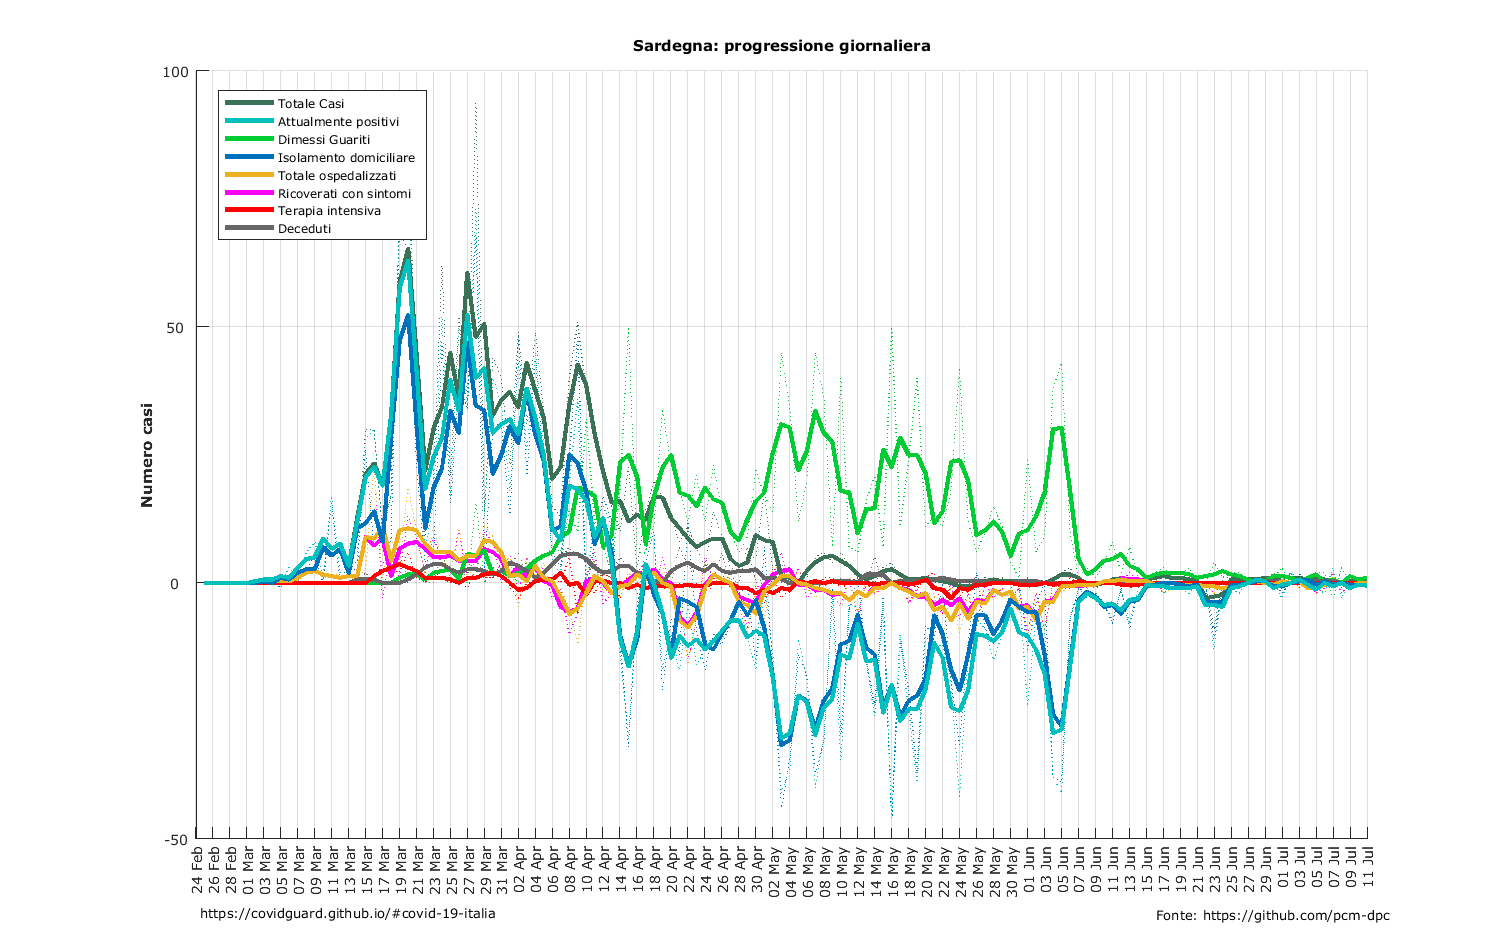 Sardegna: progressione giornaliera
100
50
0
-50
Numero casi
Totale Casi
Attualmente positivi
Dimessi Guariti
Isolamento domiciliare
Totale ospedalizzati
Ricoverati con sintomi
Terapia intensiva
Deceduti
24 Feb
26 Feb
28 Feb
01 Mar
03 Mar
05 Mar
07 Mar
09 Mar
11 Mar
13 Mar
15 Mar
17 Mar
19 Mar
21 Mar
23 Mar
25 Mar
27 Mar
29 Mar
31 Mar
02 Apr
04 Apr
06 Apr
08 Apr
10 Apr
12 Apr
14 Apr
16 Apr
18 Apr
20 Apr
22 Apr
24 Apr
26 Apr
28 Apr
30 Apr
02 May
04 May
06 May
08 May
10 May
12 May
14 May
16 May
18 May
20 May
22 May
24 May
26 May
28 May
30 May
01 Jun
03 Jun
05 Jun
07 Jun
09 Jun
11 Jun
13 Jun
15 Jun
17 Jun
19 Jun
21 Jun
23 Jun
25 Jun
27 Jun
29 Jun
01 Jul
03 Jul
05 Jul
07 Jul
09 Jul
11 Jul
https://covidguard.github.io/#covid-19-italia
Fonte: https://github.com/pcm-dpc